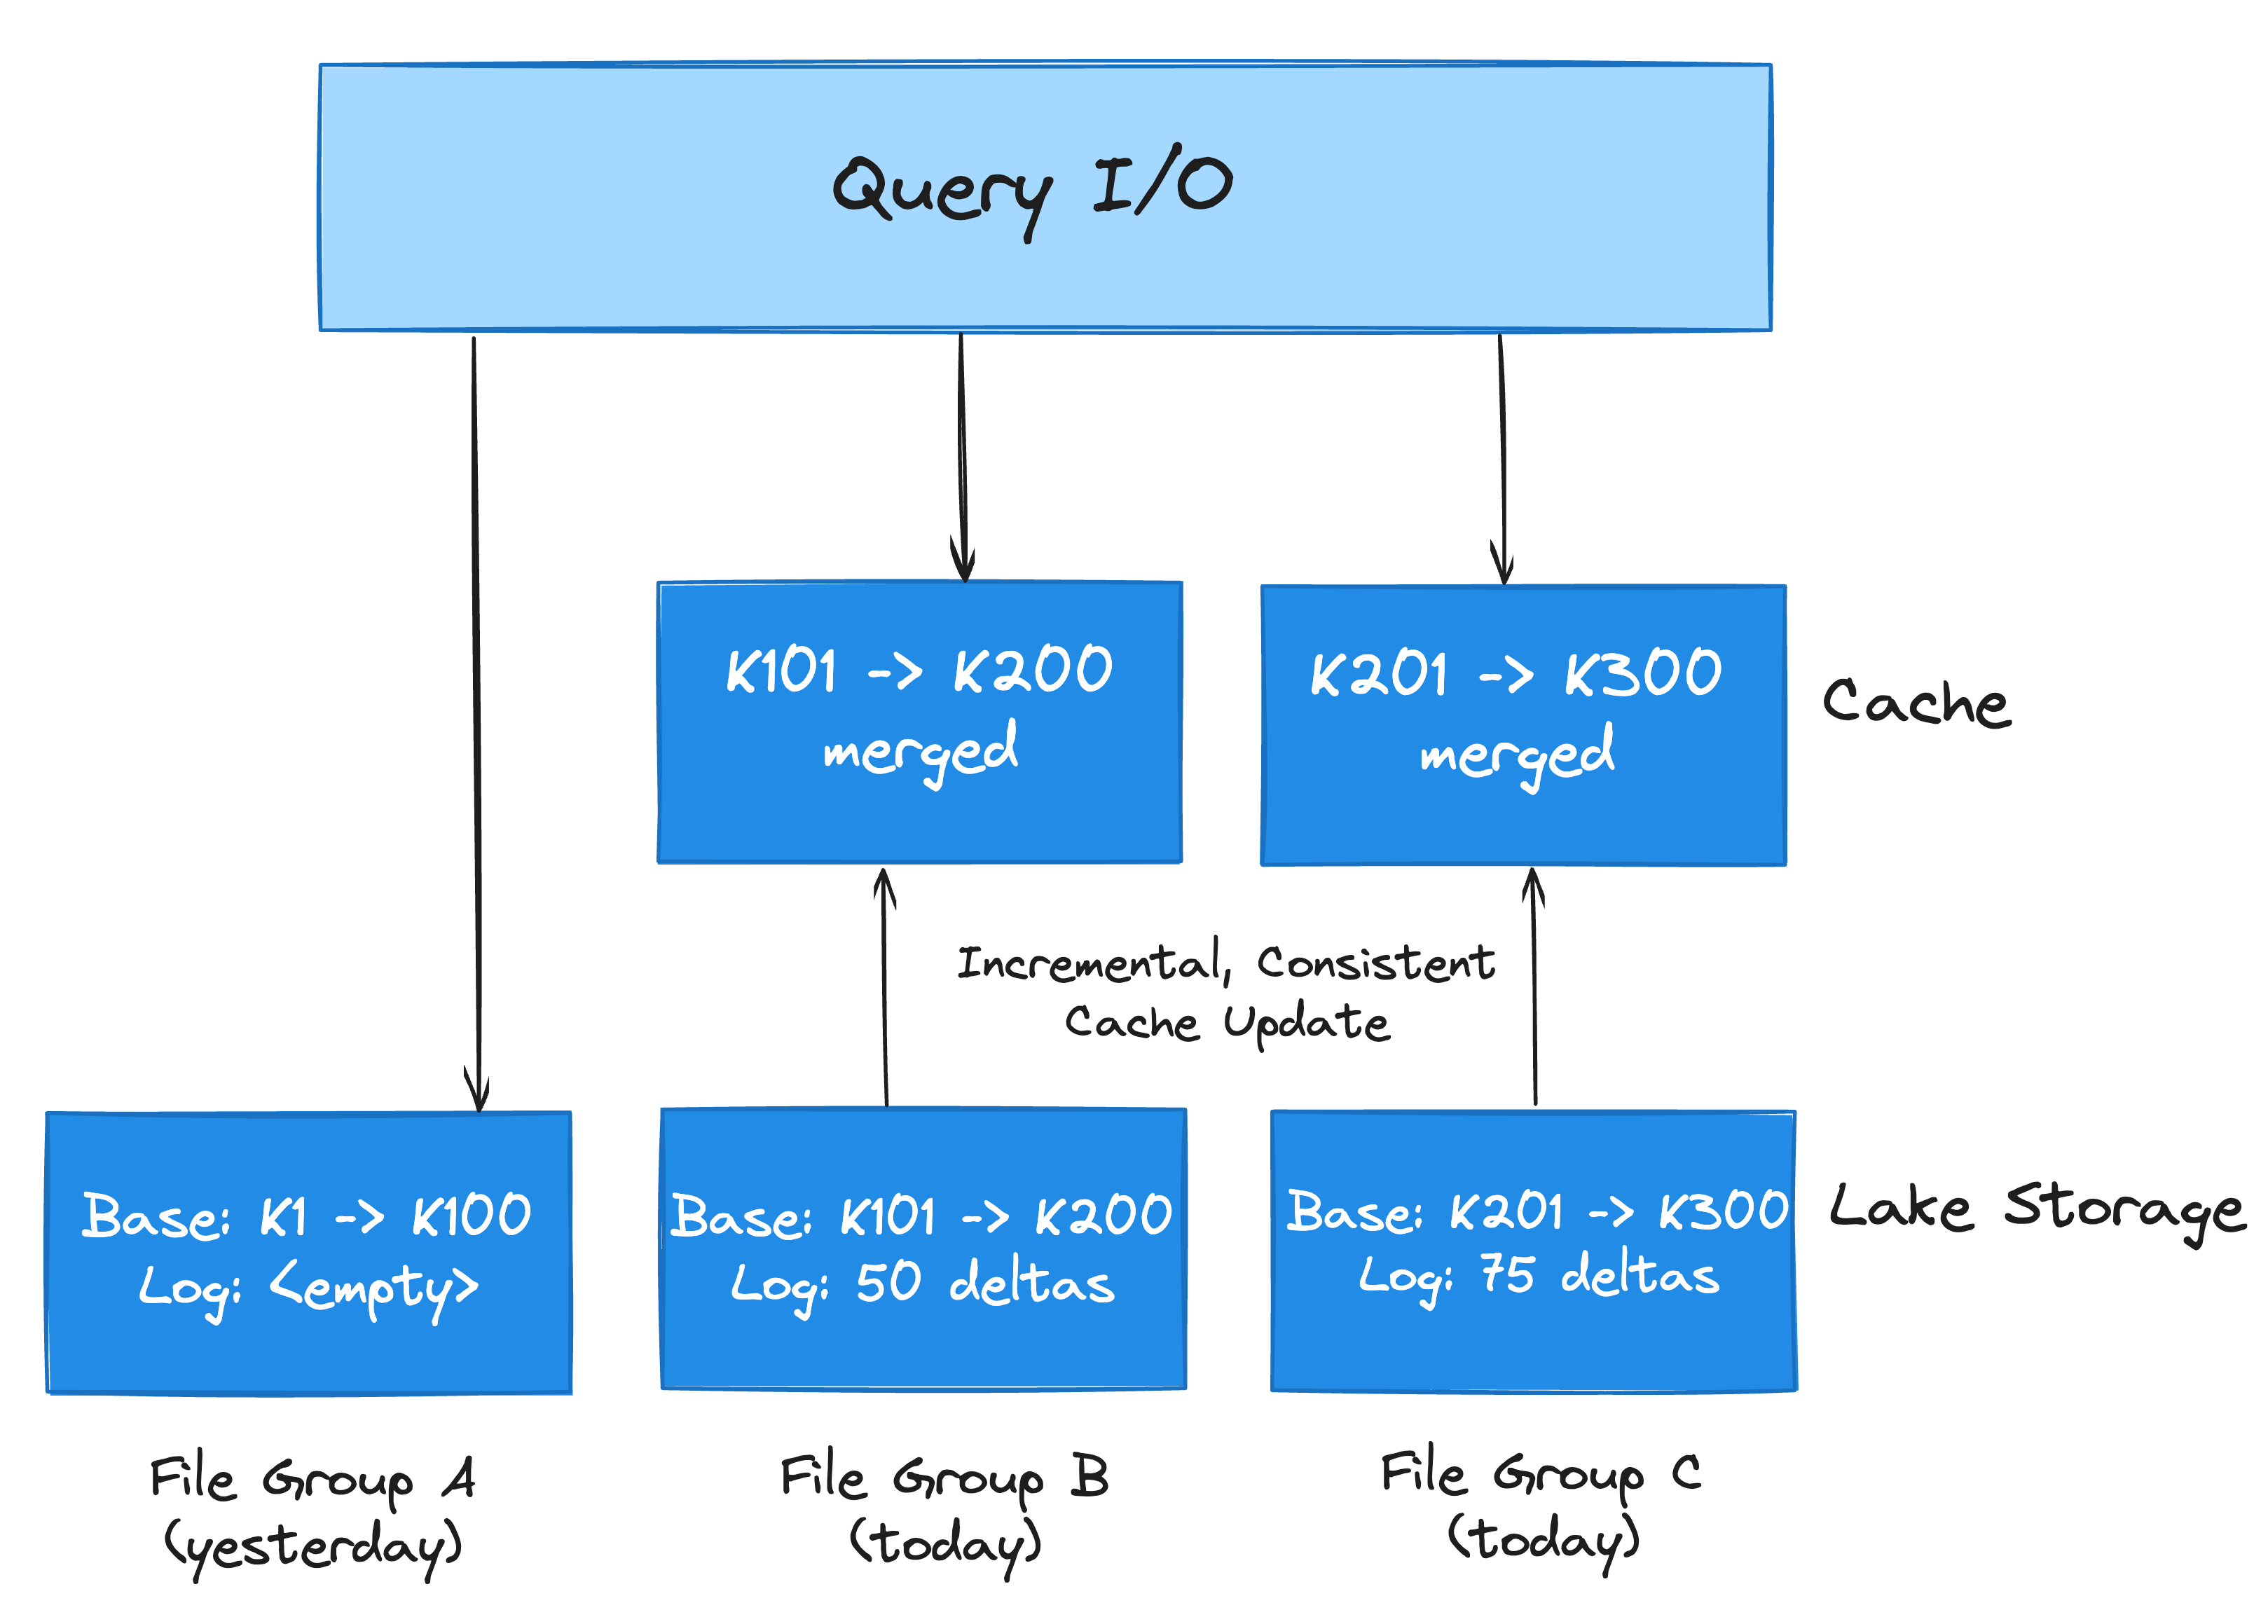 Query I/O
K101 -> K200
merged
K201 -> K300
merged
Cache
Incremental, Consistent
Cache Update
Base: K1 -> K100
Log: <empty>
Base: K101 -> K200
Log: 50 deltas
Base: K201 -> K300
Log: 75 deltas
Lake Storage
File Group A
(yesterday)
File Group B
(today)
File Group C
(today)